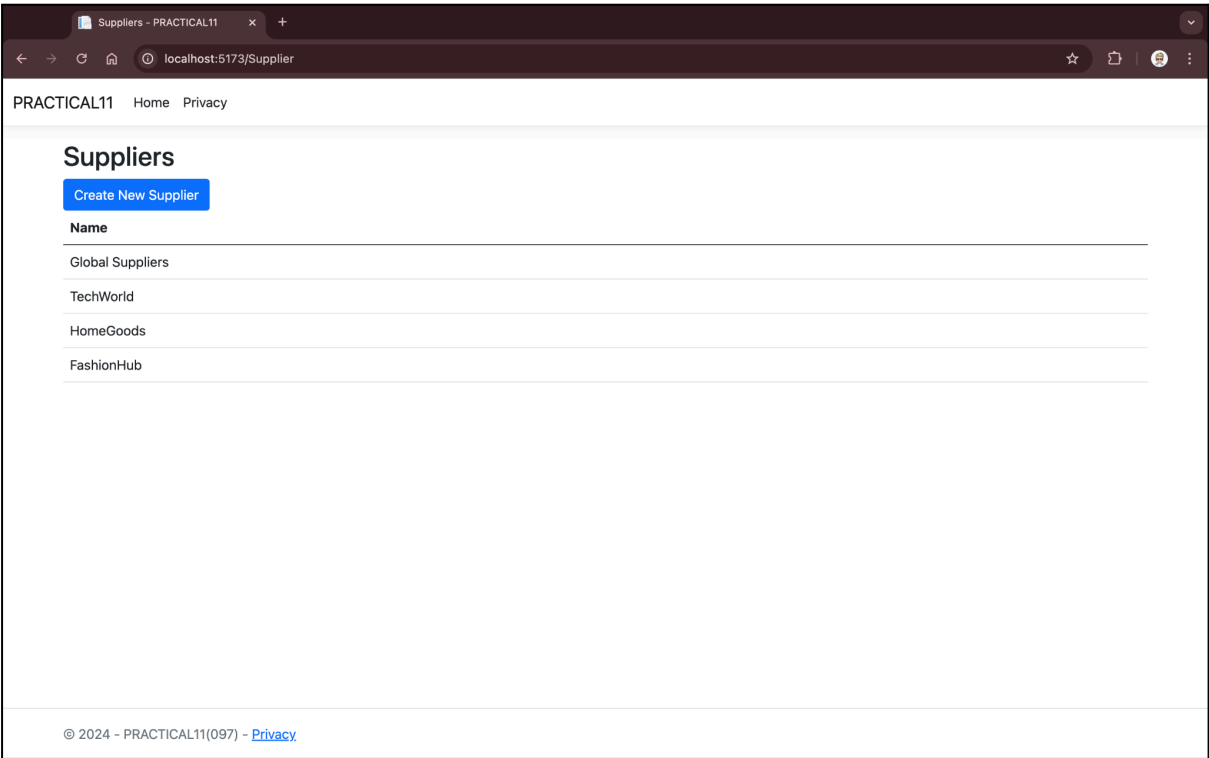 Suppliers - PRACTICAL11
localhost:5173/Supplier
PRACTICAL11 Home Privacy
Suppliers
Create New Supplier
Name
Global Suppliers
TechWorld
HomeGoods
FashionHub
© 2024 - PRACTICAL11(097) - Privacy